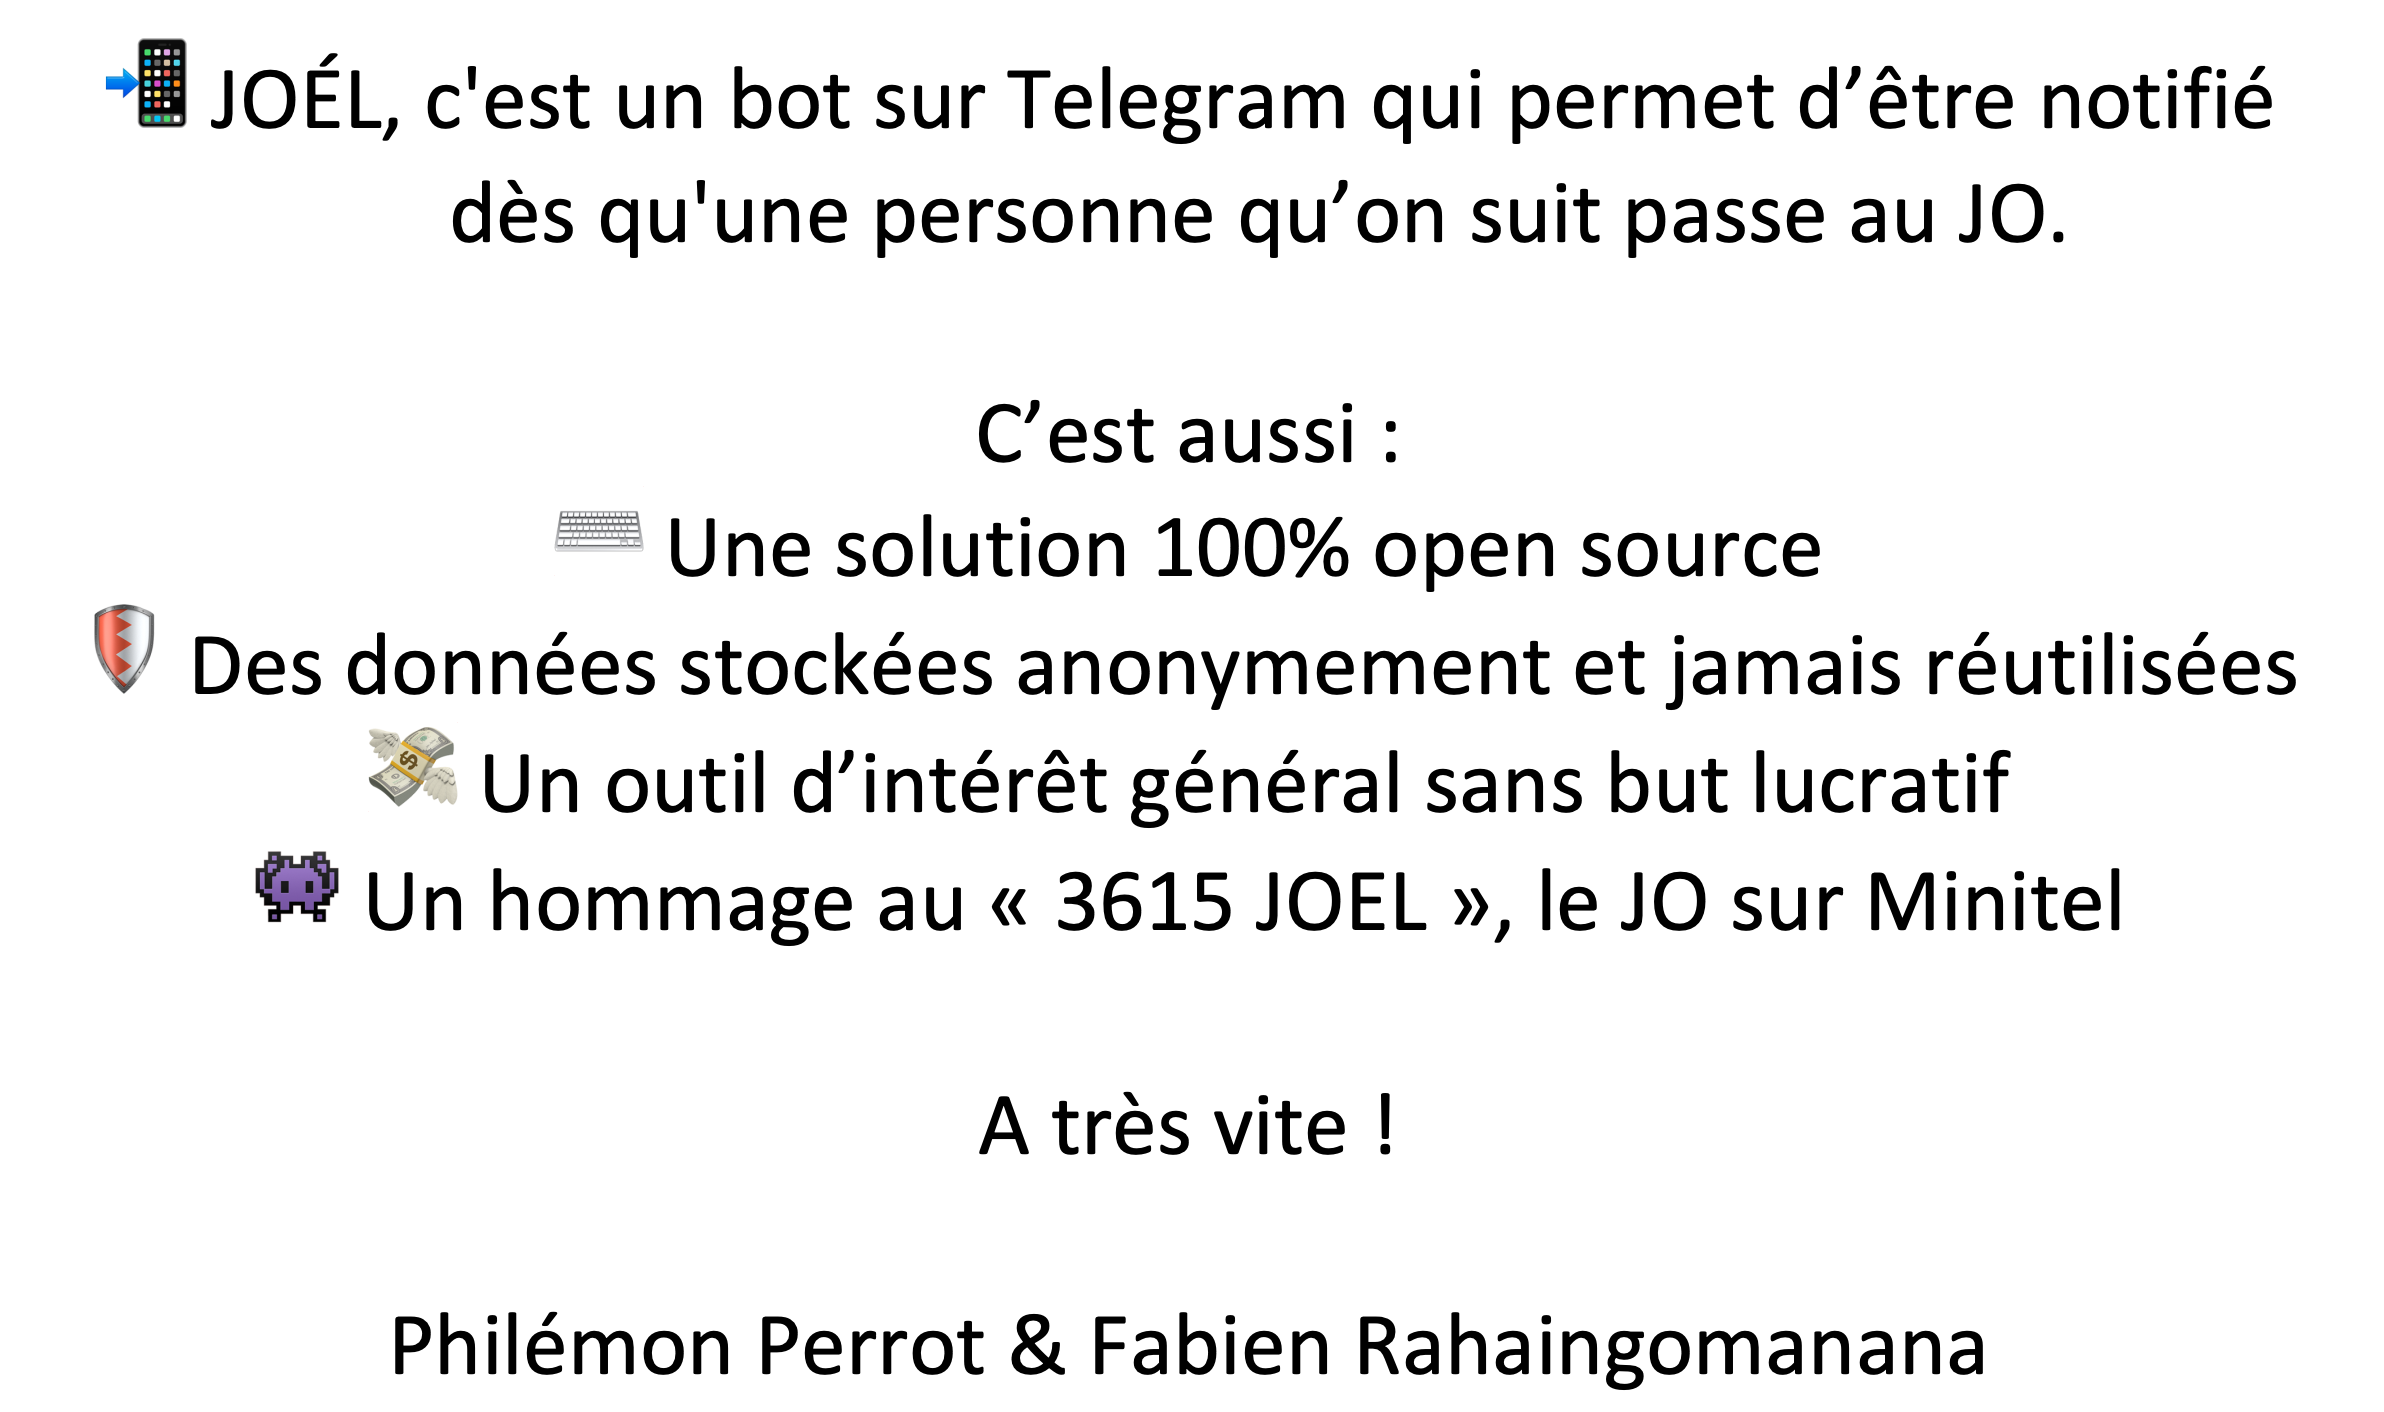 📲 JOÉL, c'est un bot sur Telegram qui permet d’être notifié
dès qu'une personne qu’on suit passe au JO.
C’est aussi :
⌨️ Une solution 100% open source
🛡️ Des données stockées anonymement et jamais réutilisées
💸 Un outil d’intérêt général sans but lucratif
👾 Un hommage au « 3615 JOEL », le JO sur Minitel
A très vite !
Philémon Perrot & Fabien Rahaingomanana